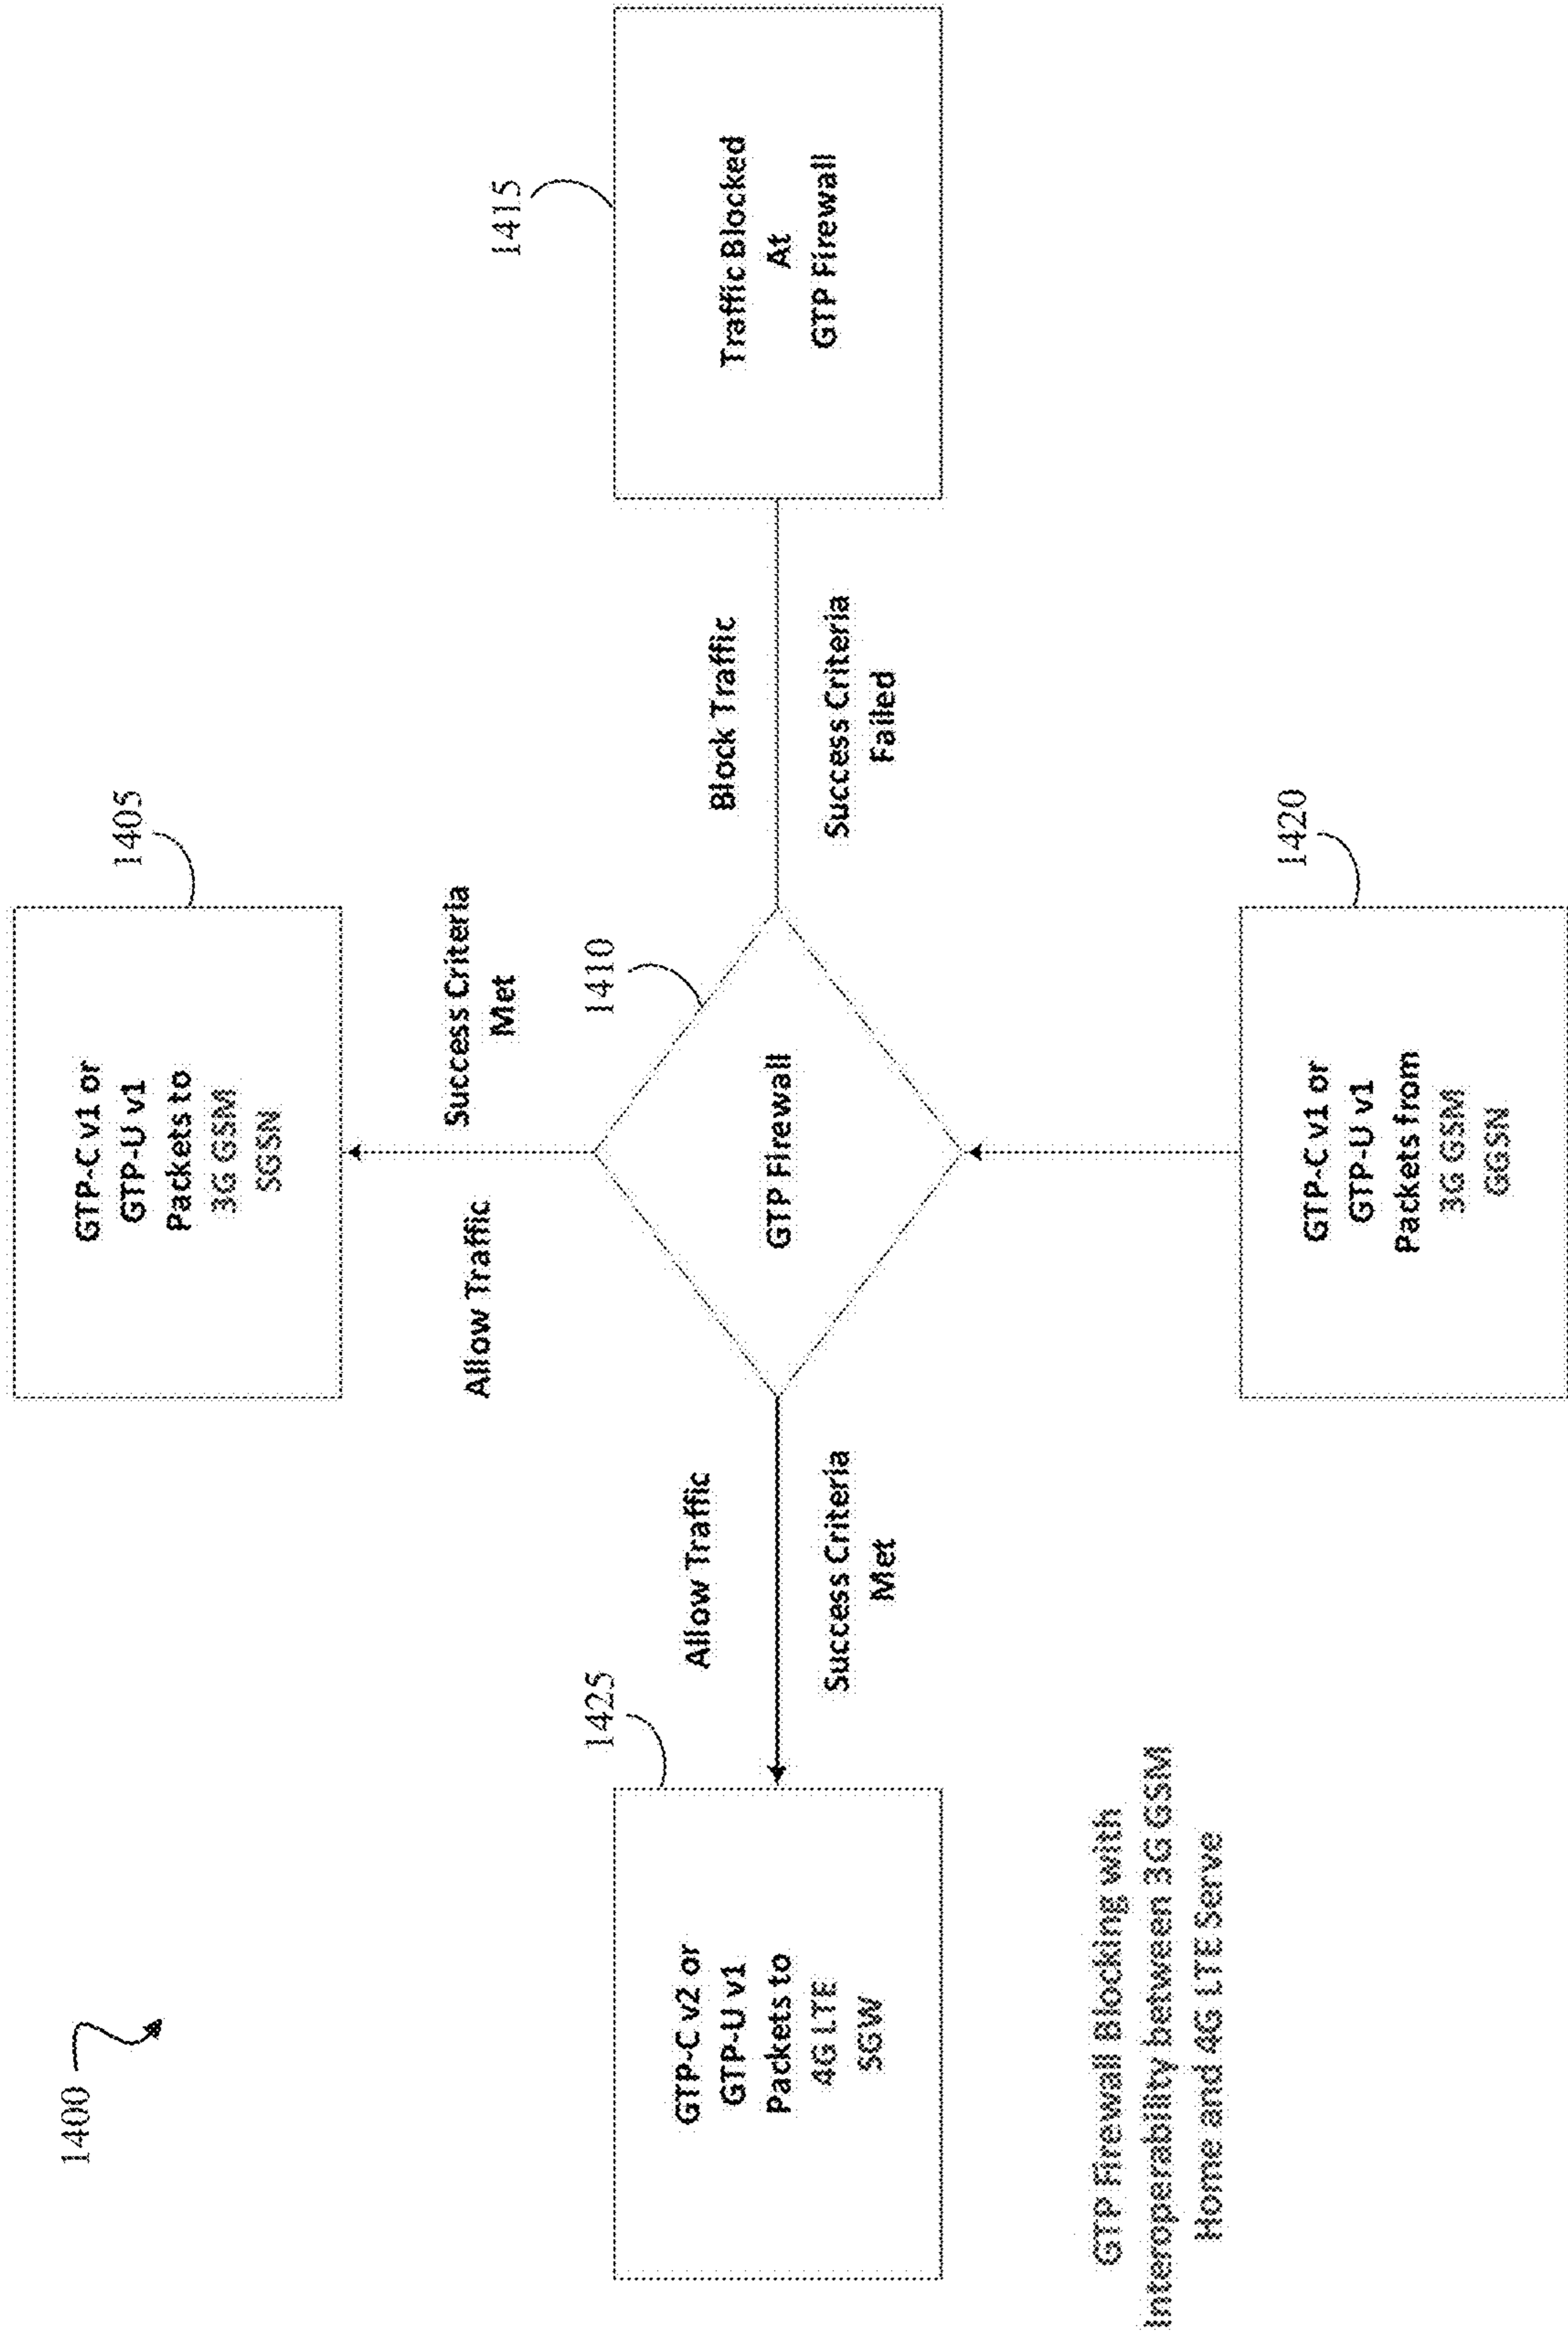 1400
GTP-C v1 or
GTP-U v1
Packets to
3G GSM
SGSN
1405
Allow Traffic
Success Criteria
Met
1425
GTP-C v2 or
GTP-U v1
Packets to
4G LTE
SGW
Allow Traffic
Success Criteria
Met
1410
GTP Firewall
Block Traffic
Success Criteria
Failed
1415
Traffic Blocked
At
GTP Firewall
GTP Firewall Blocking with
Interoperability between 3G GSM
Home and 4G LTE Serve
1420
GTP-C v1 or
GTP-U v1
Packets from
3G GSM
GGSN